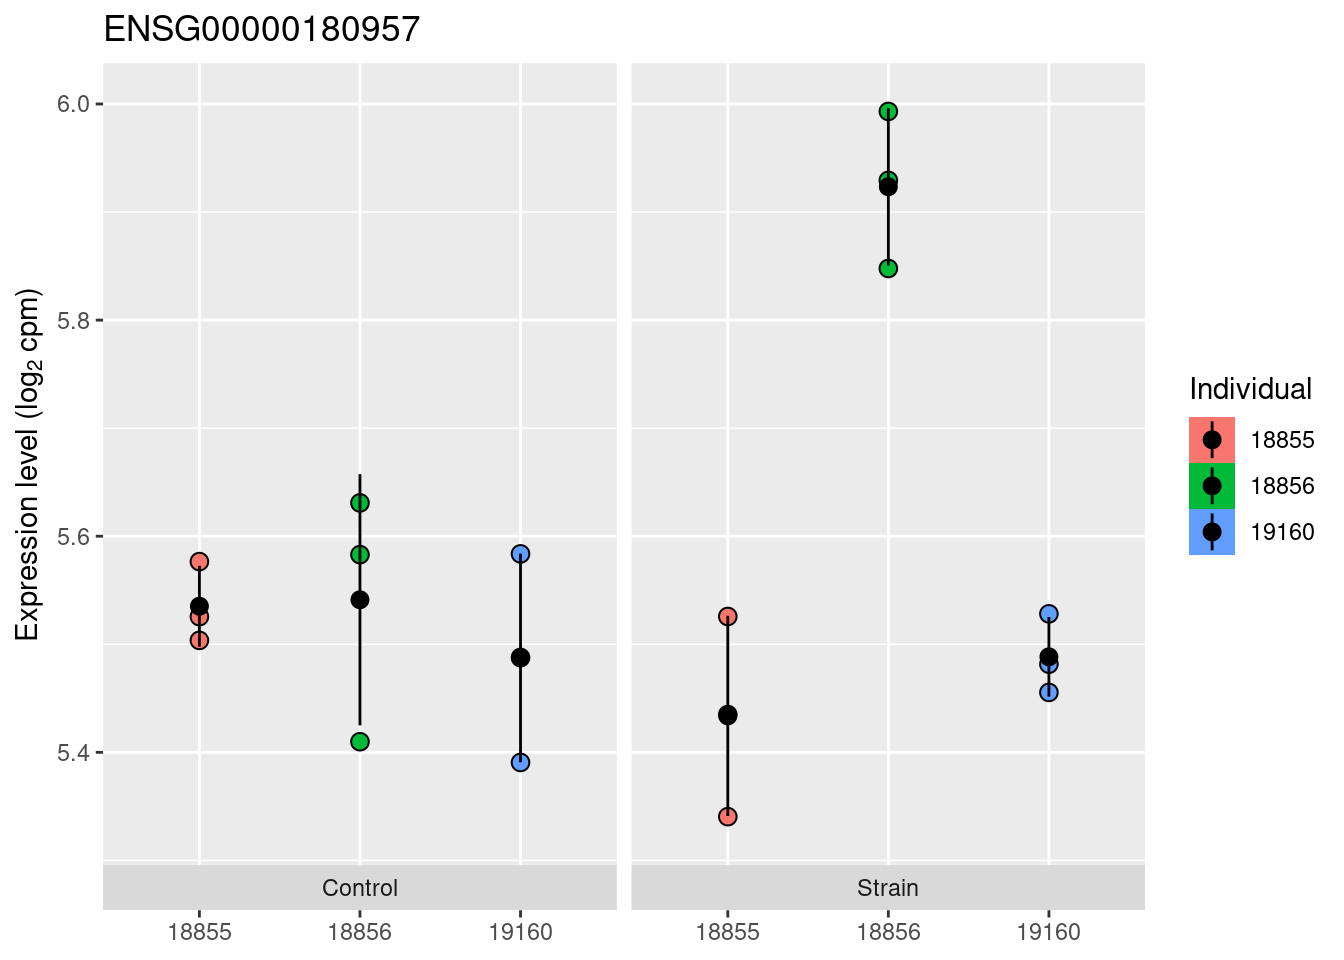 ENSG00000180957
Expression level (log₂ cpm)
6.0
5.8
5.6
5.4
Control
Strain
18855
18856
19160
18855
18856
19160
Individual
18855
18856
19160